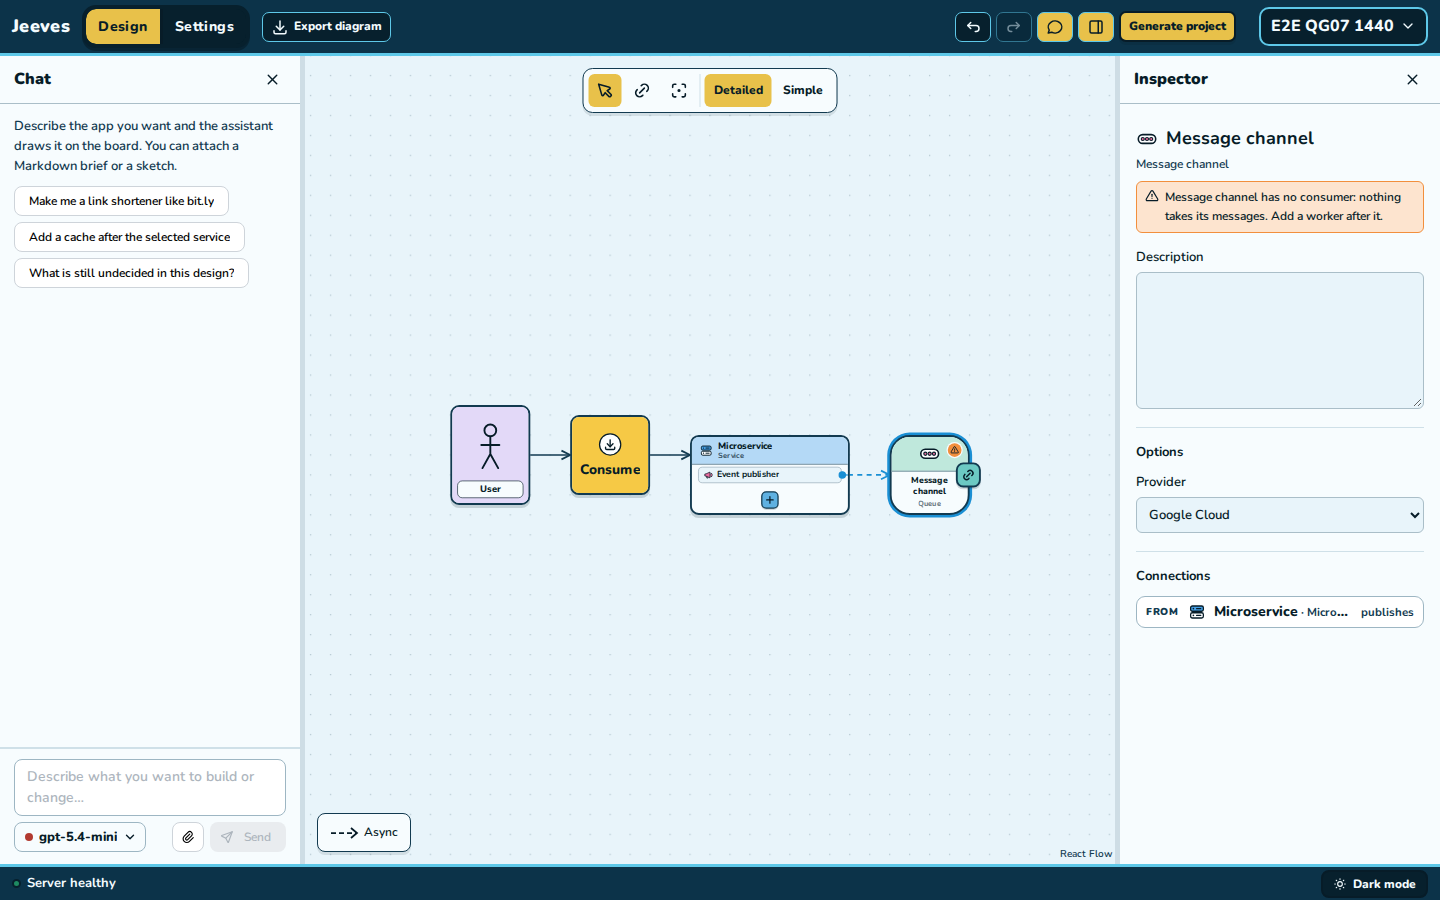 Jeeves
Design
Settings
Export diagram
Generate project
E2E QG07 1440
Chat
Describe the app you want and the assistant
draws it on the board. You can attach a
Markdown brief or a sketch.
Make me a link shortener like bit.ly
Add a cache after the selected service
What is still undecided in this design?
Describe what you want to build or
change...
gpt-5.4-mini
Send
Detailed
Simple
User
Consume
Microservice
Service
Event publisher
Message
channel
Queue
Async
React Flow
Inspector
Message channel
Message channel
Message channel has no consumer: nothing
takes its messages. Add a worker after it.
Description
Options
Provider
Google Cloud
Connections
FROM Microservice · Micro... publishes
Server healthy
Dark mode